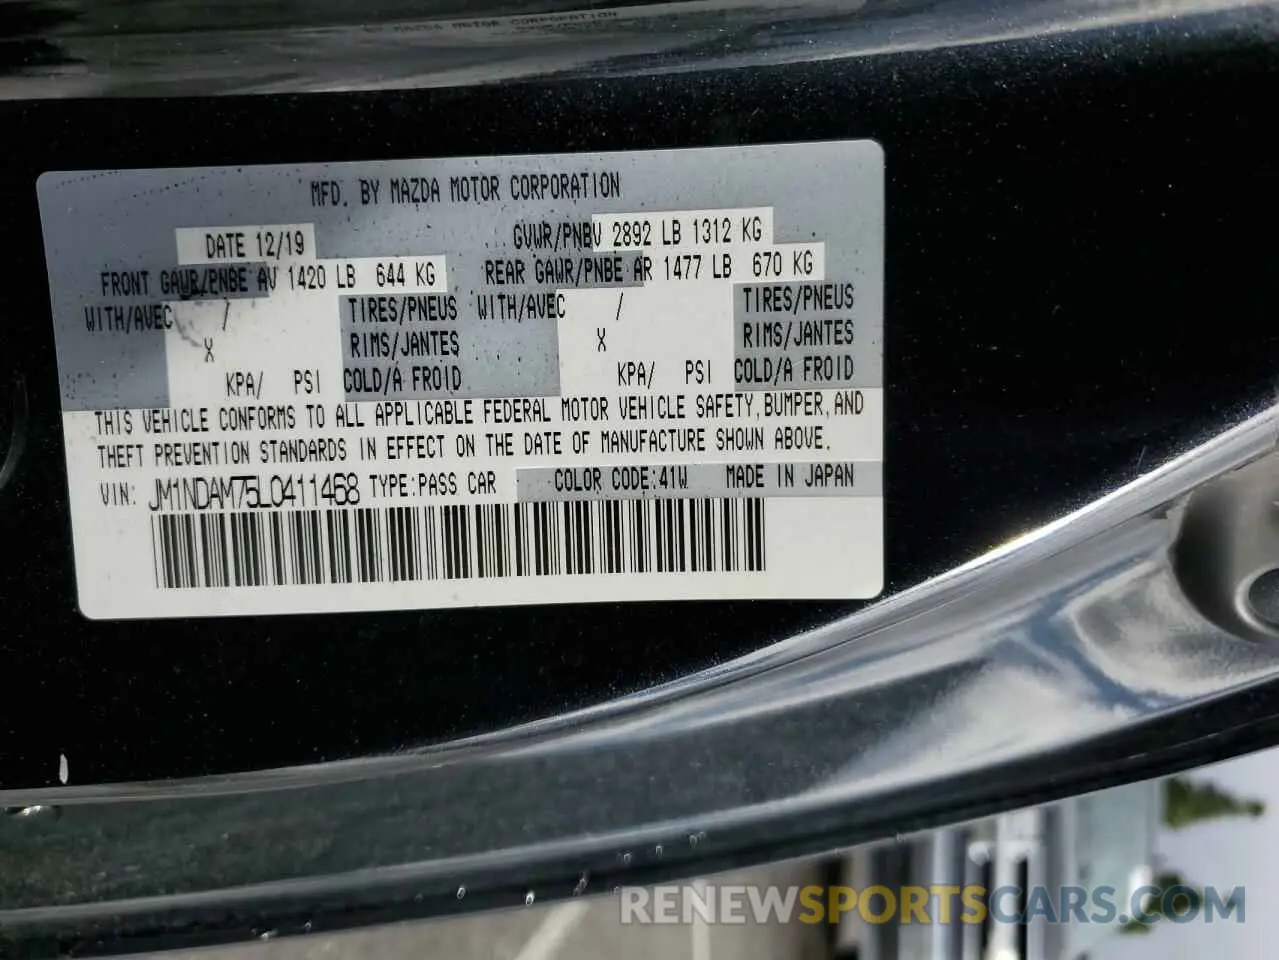 MFD. BY MAZDA MOTOR CORPORATION
DATE 12/19 GVWR/PNBV 2892 LB 1312 KG
FRONT GAWR/PNBE AV 1420 LB 644 KG REAR GAWR/PNBE AR 1477 LB 670 KG
WITH/AVEC / TIRES/PNEUS WITH/AVEC / TIRES/PNEUS
X RIMS/JANTES X RIMS/JANTES
KPA/ PSI COLD/A FROID KPA/ PSI COLD/A FROID
THIS VEHICLE CONFORMS TO ALL APPLICABLE FEDERAL MOTOR VEHICLE SAFETY, BUMPER, AND
THEFT PREVENTION STANDARDS IN EFFECT ON THE DATE OF MANUFACTURE SHOWN ABOVE.
VIN: JM1NDAM75L0411468 TYPE:PASS CAR COLOR CODE:41W MADE IN JAPAN
RENEWSPORTSCARS.COM